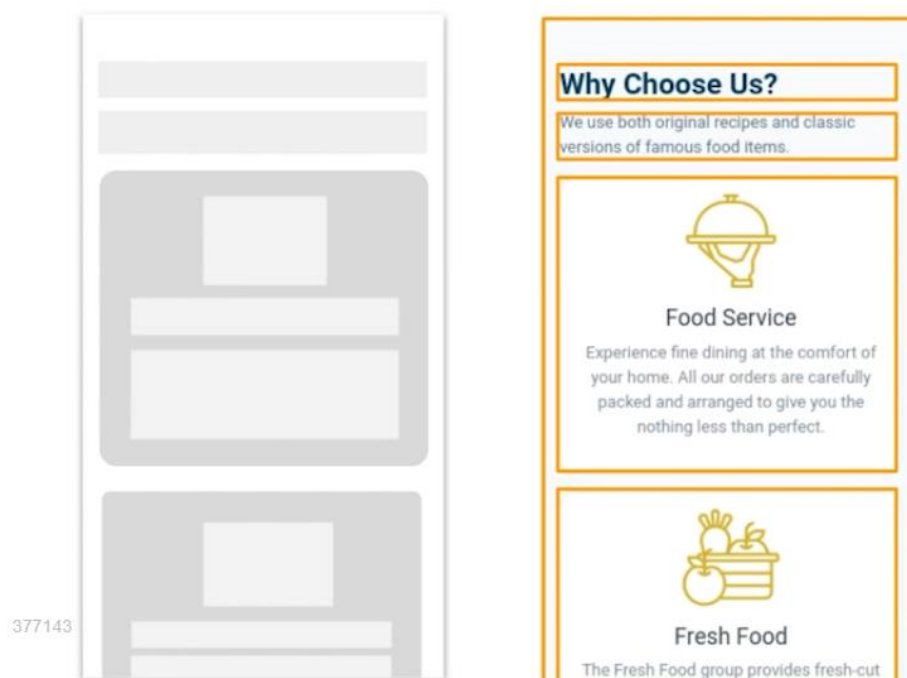 Why Choose Us?
We use both original recipes and classic
versions of famous food items.
Food Service
Experience fine dining at the comfort of
your home. All our orders are carefully
packed and arranged to give you the
nothing less than perfect.
377143
Fresh Food
The Fresh Food group provides fresh-cut